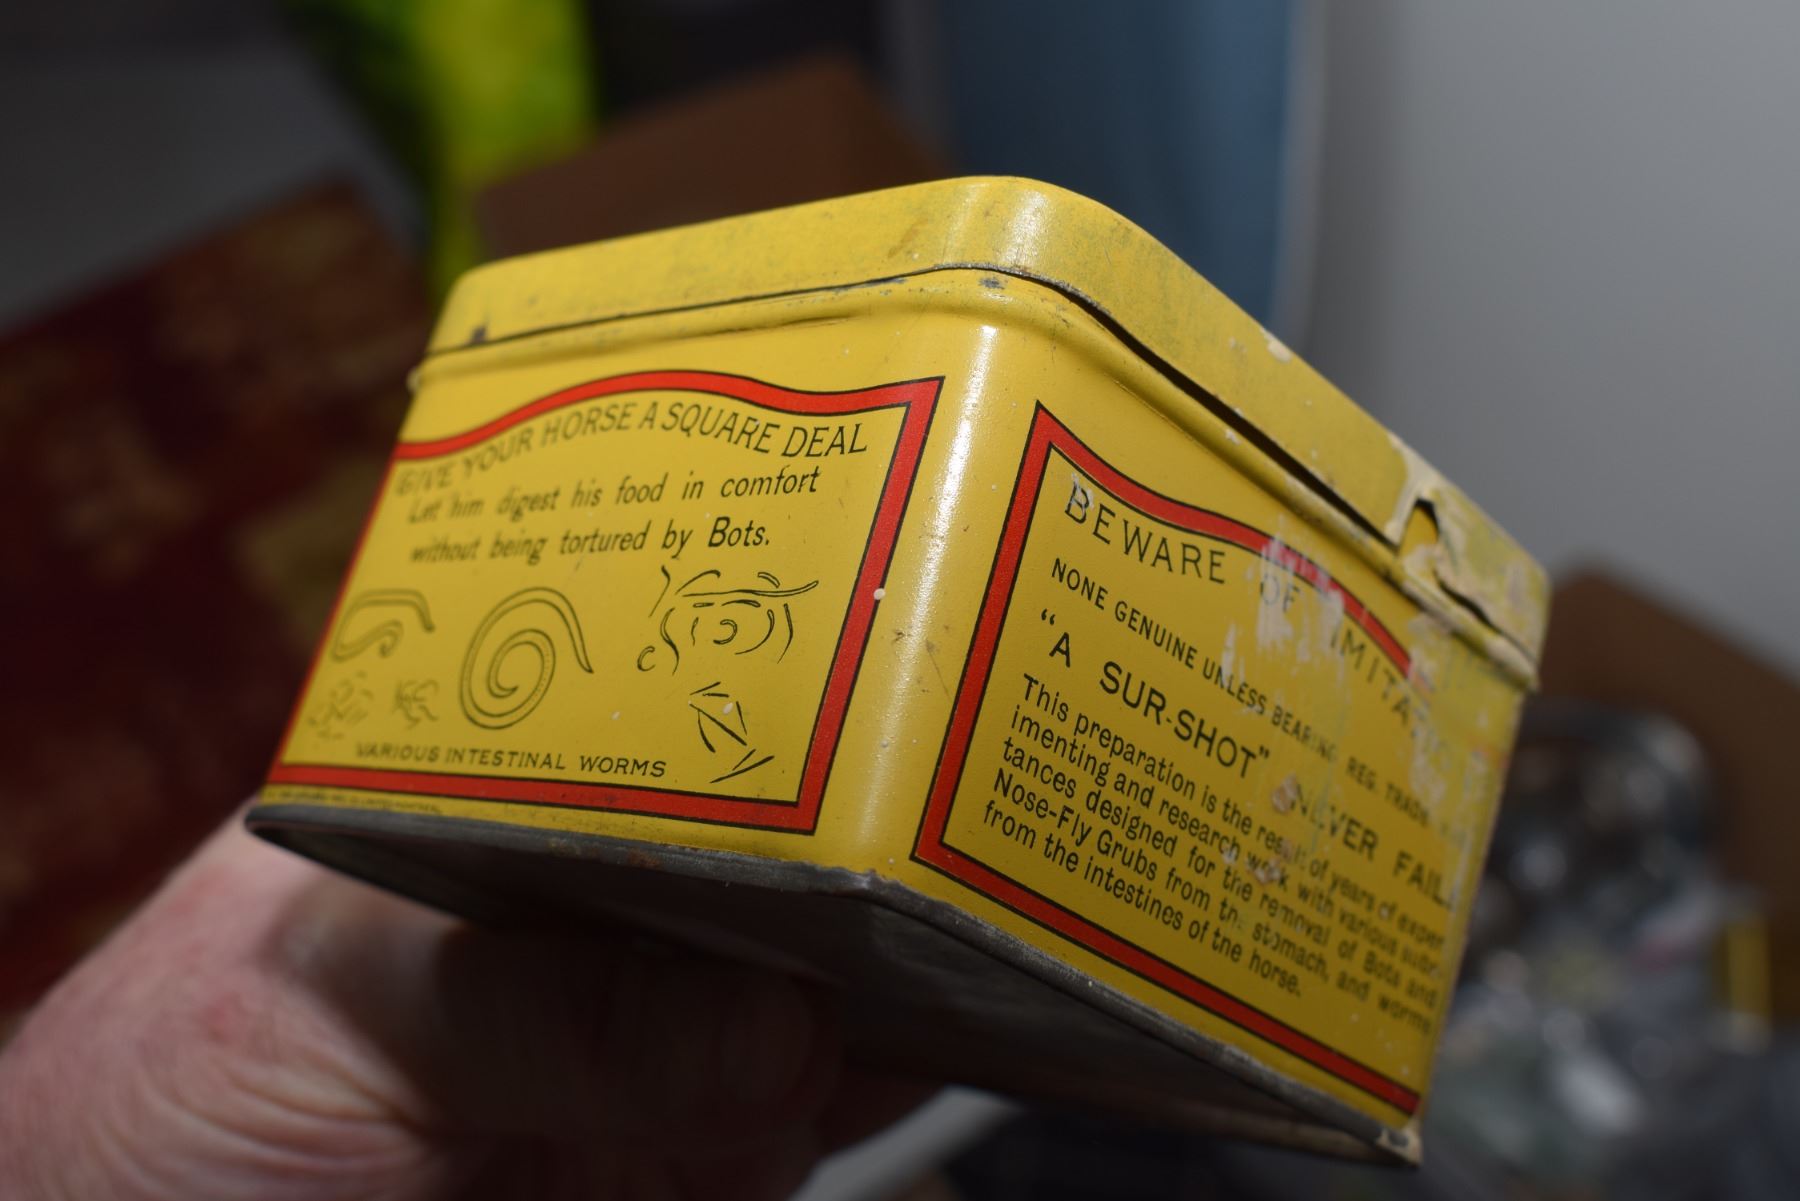 GIVE YOUR HORSE A SQUARE DEAL
Let him digest his food in comfort
without being tortured by Bots.
VARIOUS INTESTINAL WORMS
BEWARE OF IMITAT
NONE GENUINE UNLESS BEARING REG. TRADE
"A SUR-SHOT" NEVER FAIL
This preparation is the result of years of exper
imenting and research work with various subs
tances designed for the removal of Bots and
Nose-Fly Grubs from the stomach, and worms
from the intestines of the horse.